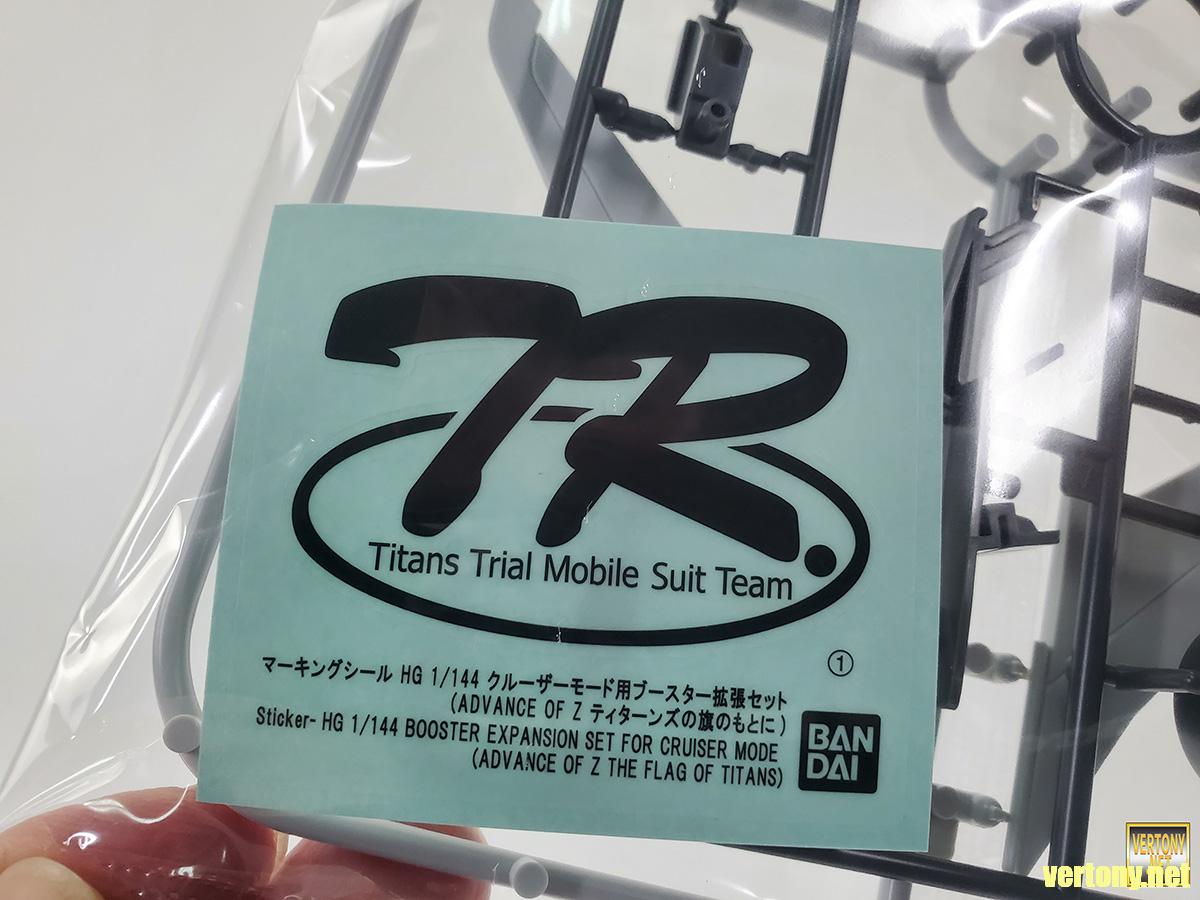 TR.
Titans Trial Mobile Suit Team
①
マーキングシール HG 1/144 クルーザーモード用ブースター拡張セット
(ADVANCE OF Z ティターンズの旗のもとに)
Sticker- HG 1/144 BOOSTER EXPANSION SET FOR CRUISER MODE
(ADVANCE OF Z THE FLAG OF TITANS)
BAN
DAI
VERTONY
.NET
vertony.net